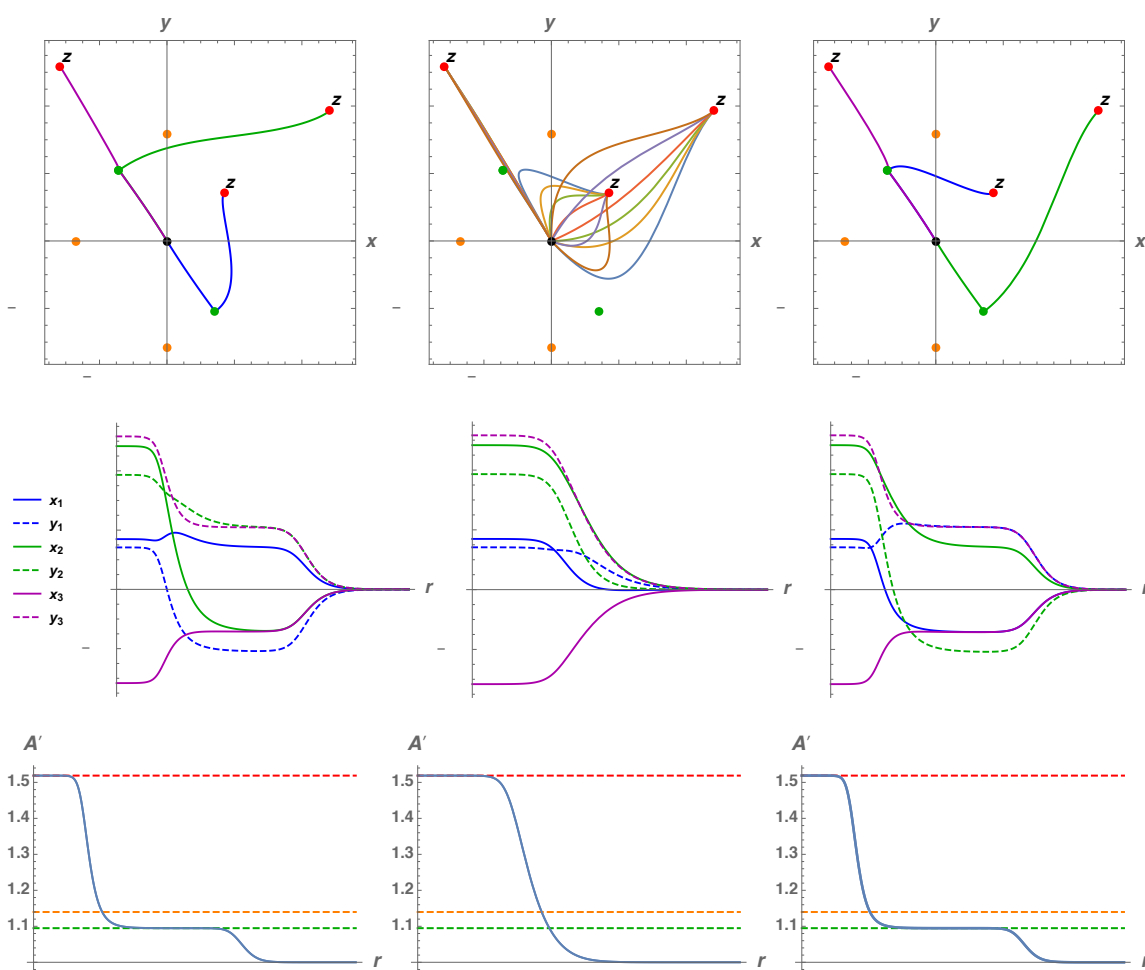 y y y
z z z
z z z
z z z
x x x
– – –
– – –
x₁
y₁
x₂
y₂
x₃
y₃
r r r
– –
A′ A′ A′
1.5 1.5 1.5
1.4 1.4 1.4
1.3 1.3 1.3
1.2 1.2 1.2
1.1 1.1 1.1
r r r